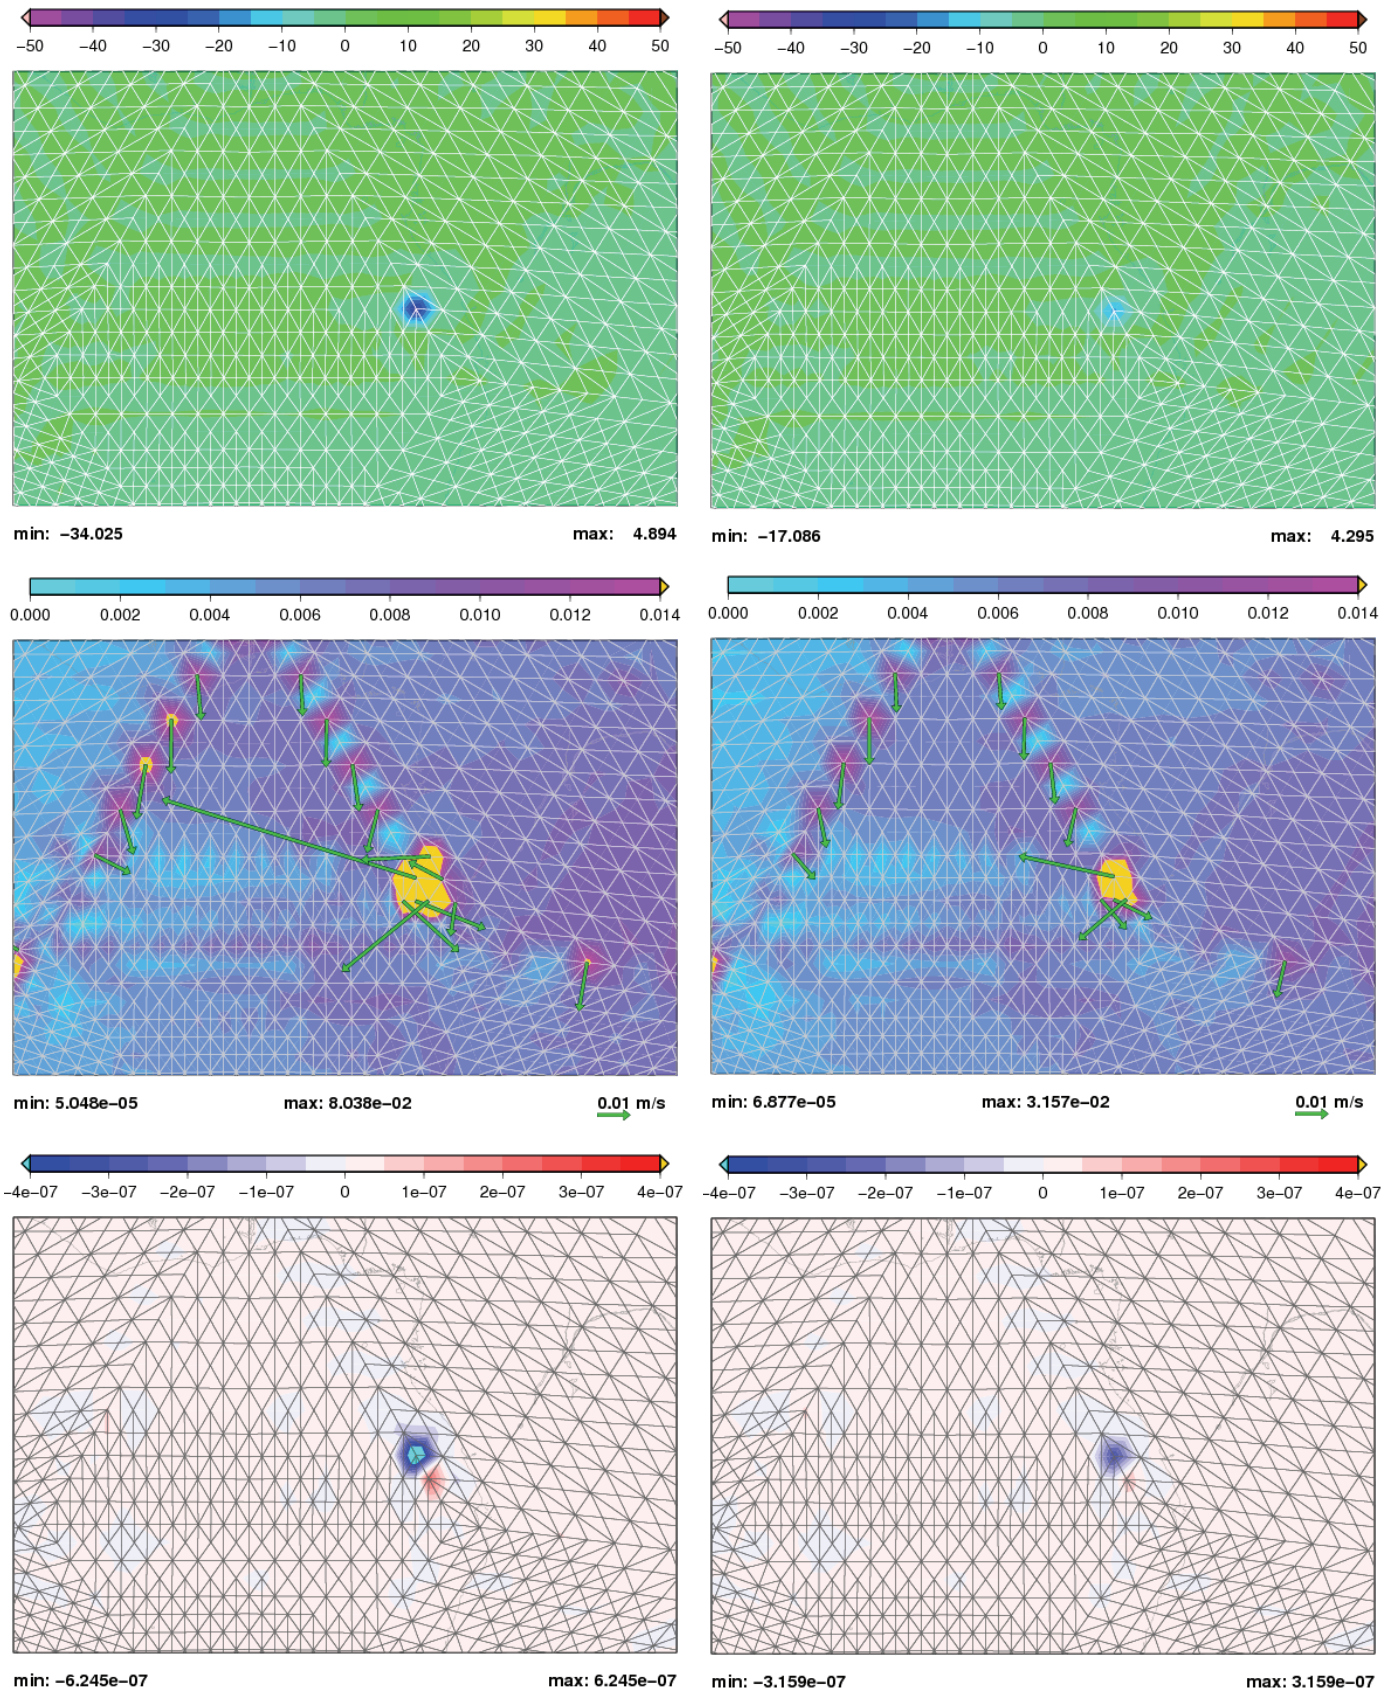 −50 −40 −30 −20 −10 0 10 20 30 40 50
−50 −40 −30 −20 −10 0 10 20 30 40 50
min: −34.025 max: 4.894
min: −17.086 max: 4.295
0.000 0.002 0.004 0.006 0.008 0.010 0.012 0.014
0.000 0.002 0.004 0.006 0.008 0.010 0.012 0.014
min: 5.048e−05 max: 8.038e−02 0.01 m/s
min: 6.877e−05 max: 3.157e−02 0.01 m/s
−4e−07 −3e−07 −2e−07 −1e−07 0 1e−07 2e−07 3e−07 4e−07
−4e−07 −3e−07 −2e−07 −1e−07 0 1e−07 2e−07 3e−07 4e−07
min: −6.245e−07 max: 6.245e−07
min: −3.159e−07 max: 3.159e−07